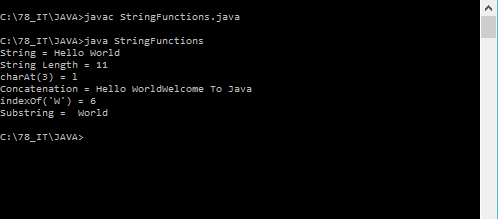 C:\78_IT\JAVA>javac StringFunctions.java
C:\78_IT\JAVA>java StringFunctions
String = Hello World
String Length = 11
charAt(3) = l
Concatenation = Hello WorldWelcome To Java
indexOf('W') = 6
Substring =  World
C:\78_IT\JAVA>